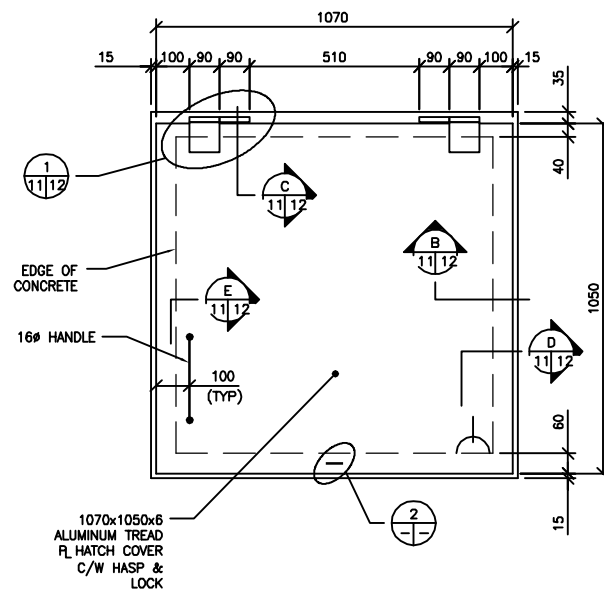 1070
15 100 90 90 510 90 90 100 15
35
40
1
11 12
C
11 12
B
11 12
EDGE OF
CONCRETE
E
11 12
1050
16ø HANDLE
D
11 12
100
(TYP)
60
15
1070x1050x6
ALUMINUM TREAD
PL HATCH COVER
C/W HASP &
LOCK
2
– –